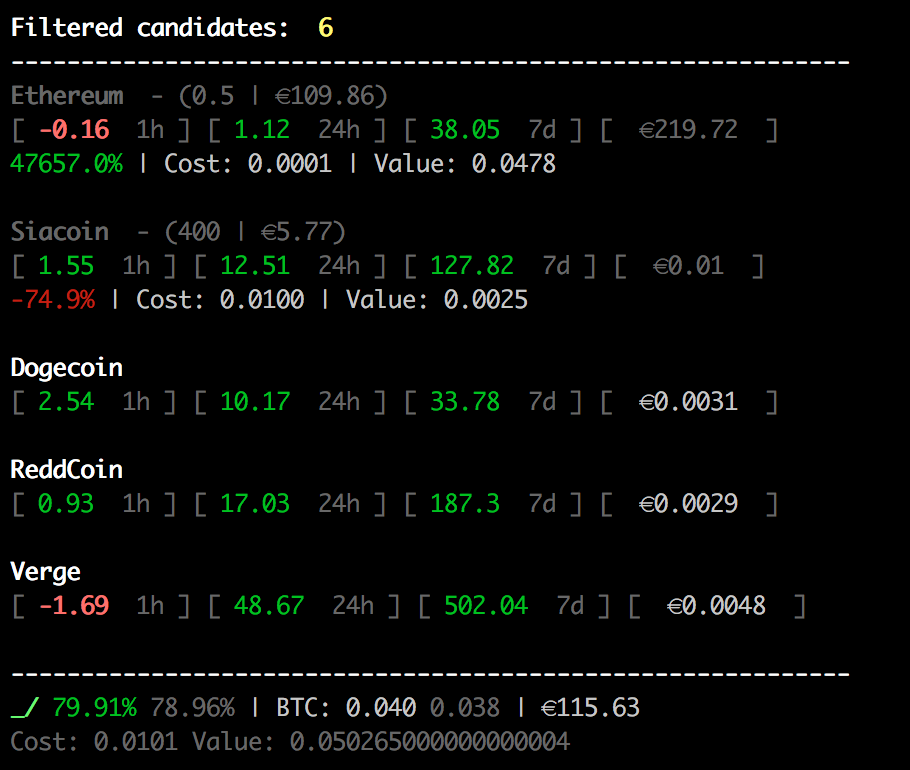 Filtered candidates:  6
------------------------------------------------------------
Ethereum  - (0.5 | €109.86)
[ -0.16  1h ] [ 1.12  24h ] [ 38.05  7d ] [  €219.72  ]
47657.0% | Cost: 0.0001 | Value: 0.0478
Siacoin  - (400 | €5.77)
[ 1.55  1h ] [ 12.51  24h ] [ 127.82  7d ] [  €0.01  ]
-74.9% | Cost: 0.0100 | Value: 0.0025
Dogecoin
[ 2.54  1h ] [ 10.17  24h ] [ 33.78  7d ] [  €0.0031  ]
ReddCoin
[ 0.93  1h ] [ 17.03  24h ] [ 187.3  7d ] [  €0.0029  ]
Verge
[ -1.69  1h ] [ 48.67  24h ] [ 502.04  7d ] [  €0.0048  ]
------------------------------------------------------------
_/ 79.91% 78.96% | BTC: 0.040 0.038 | €115.63
Cost: 0.0101 Value: 0.050265000000000004